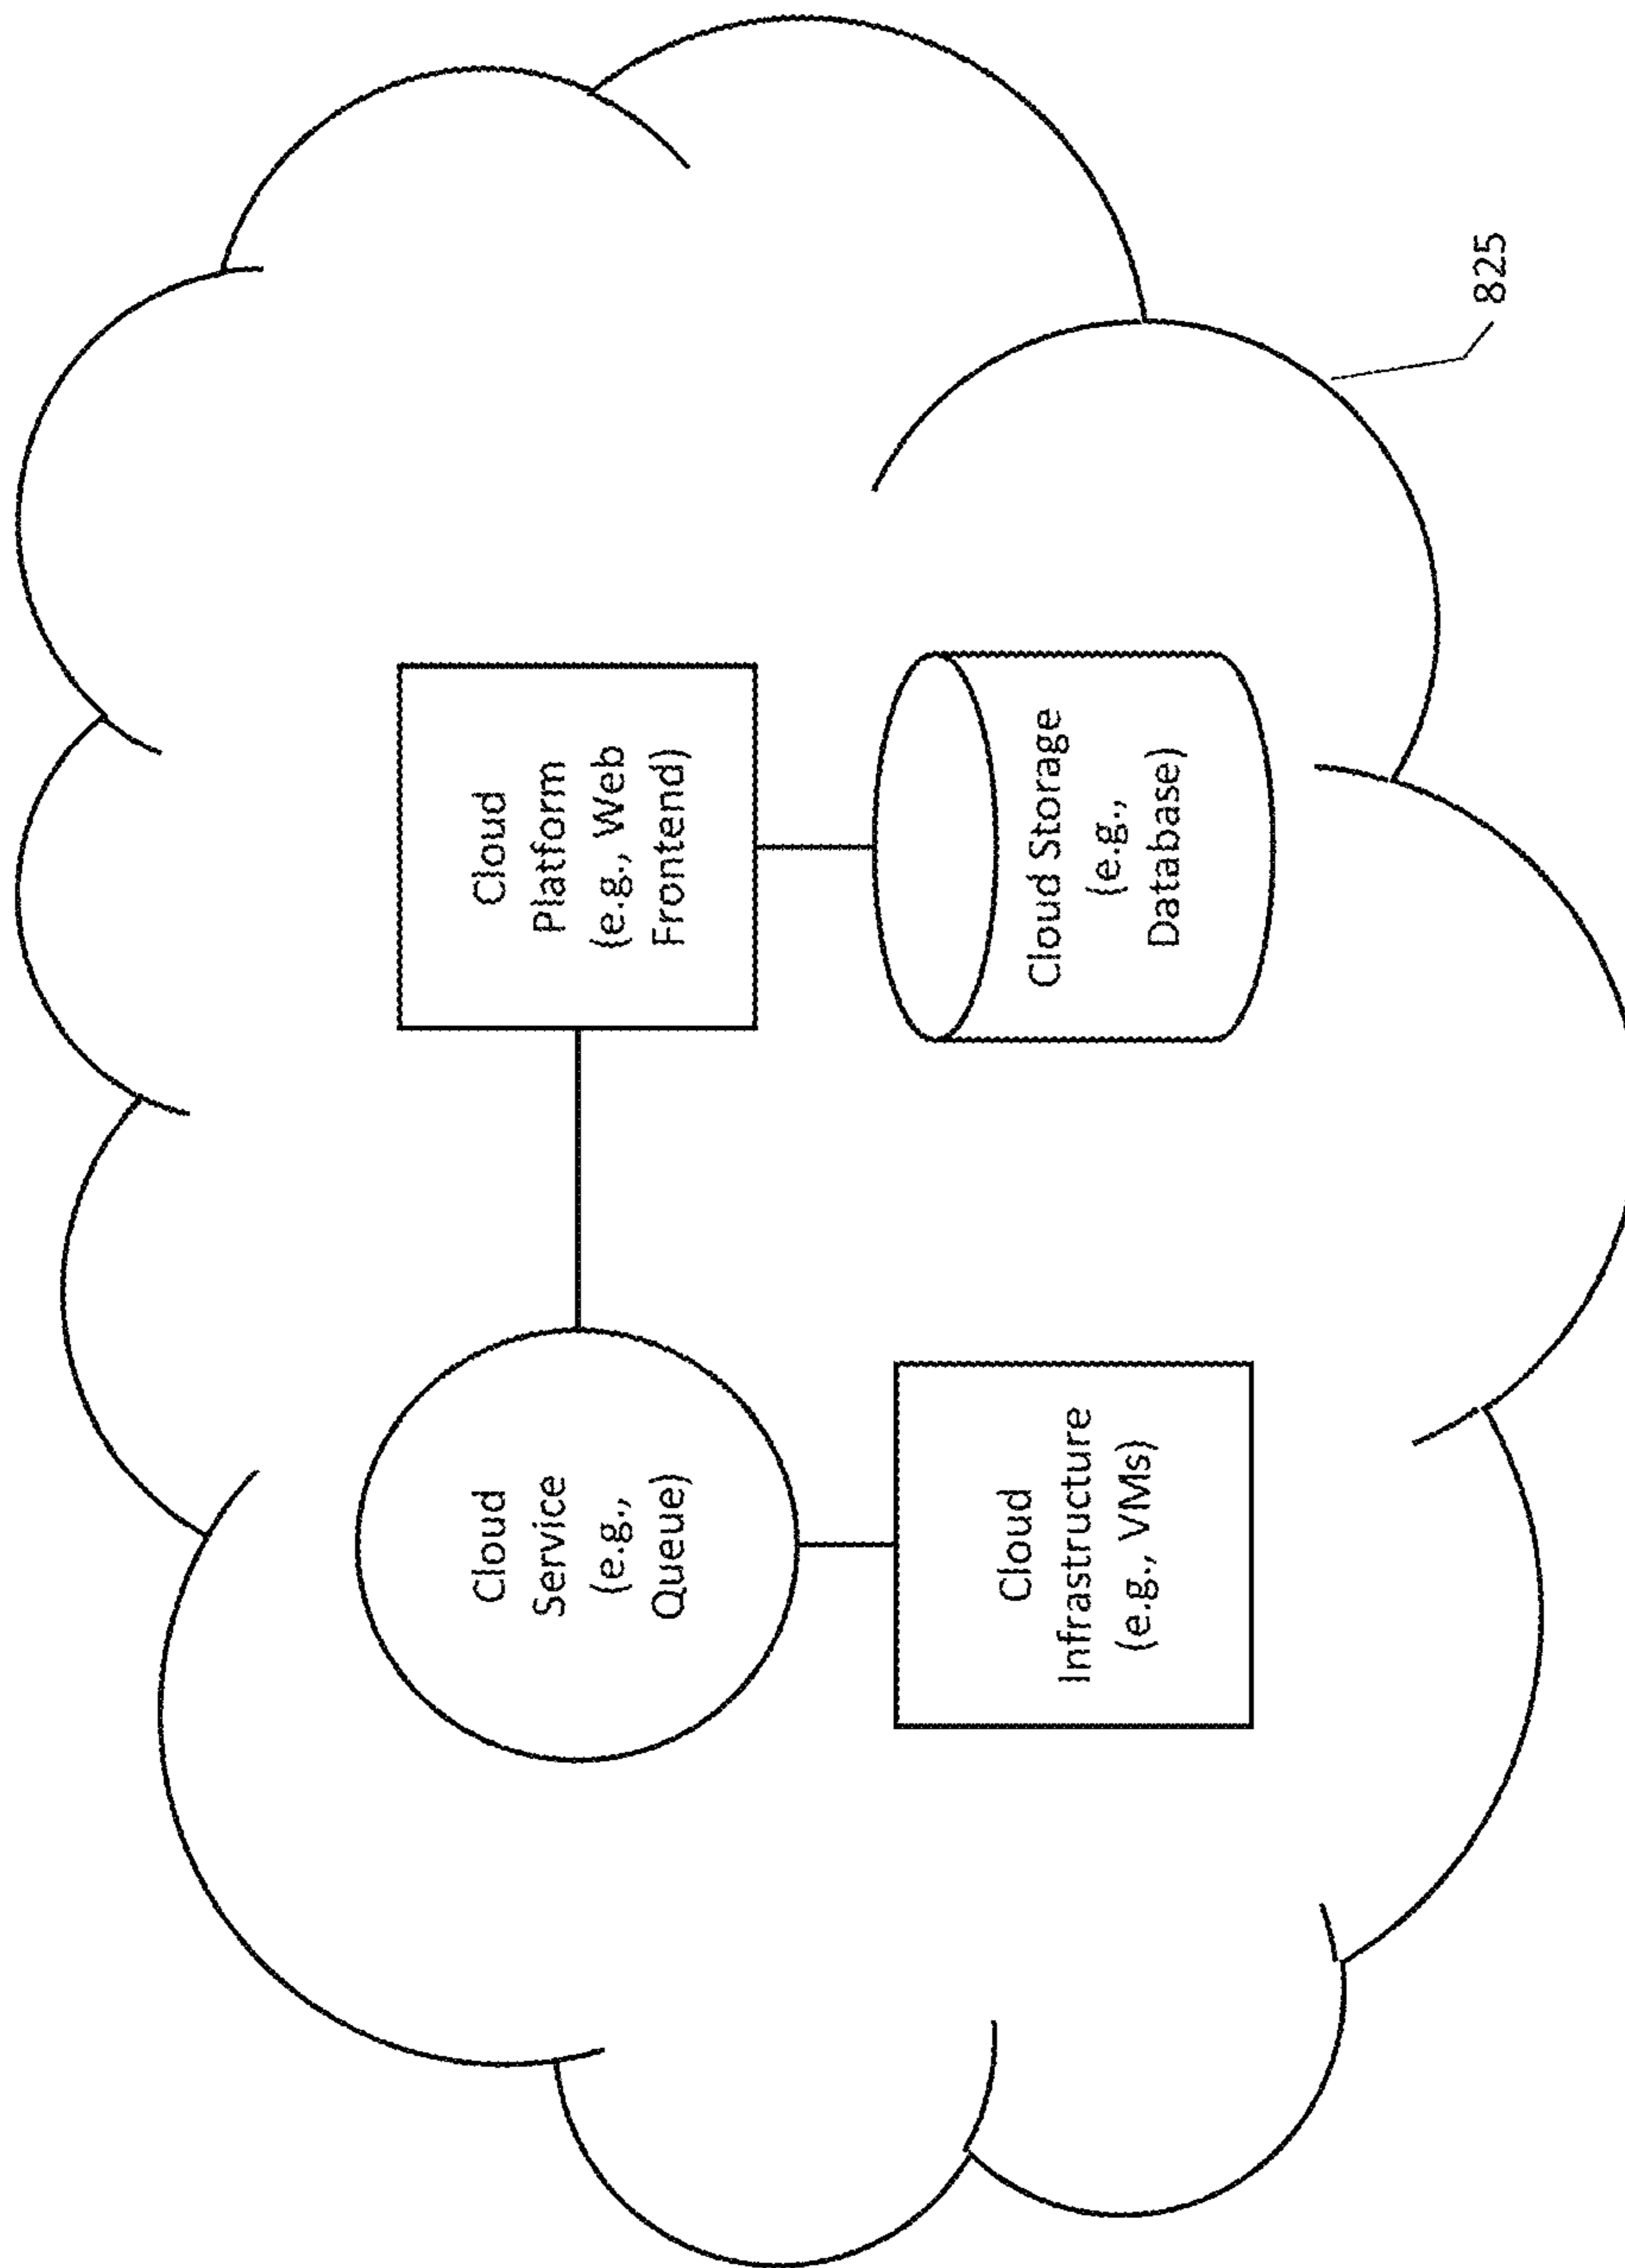 Cloud
Service
(e.g.,
Queue)
Cloud
Platform
(e.g., Web
Frontend)
Cloud
Infrastructure
(e.g., VMs)
Cloud Storage
(e.g.,
Database)
825